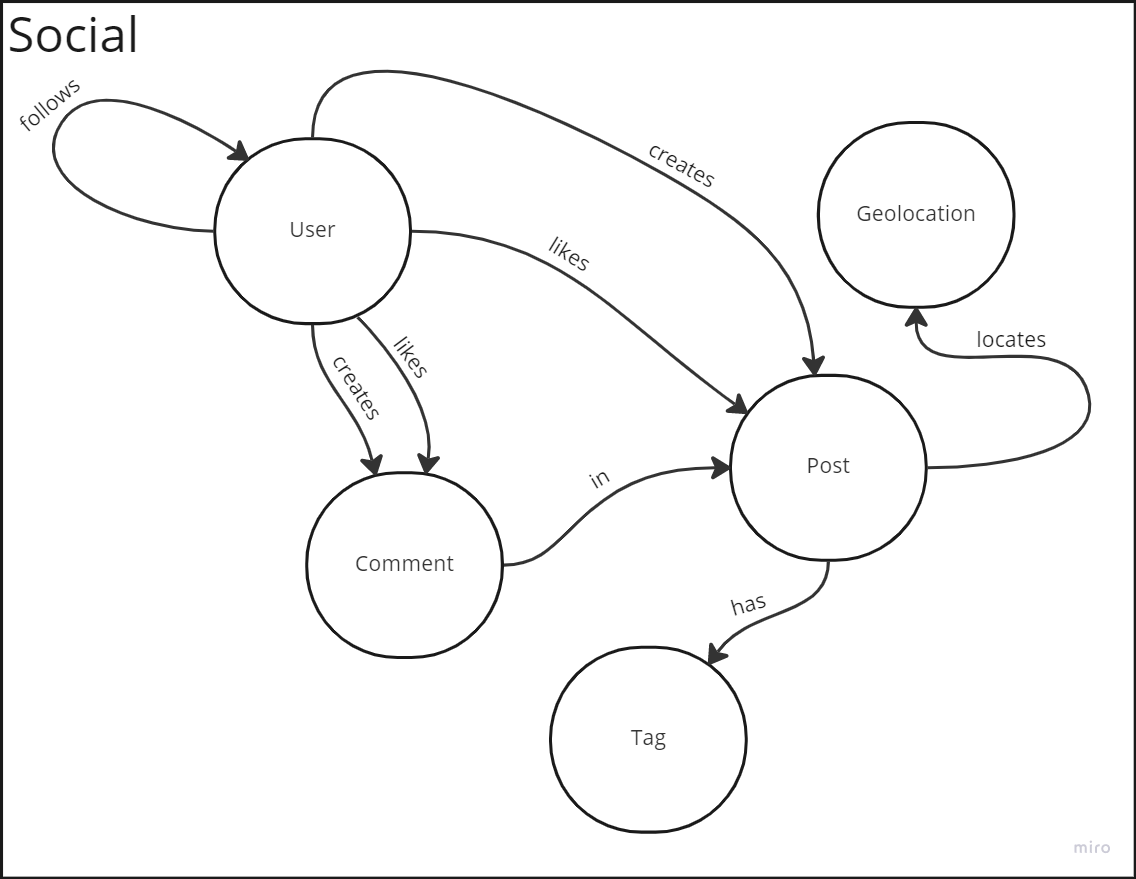 Social
follows
creates
Geolocation
User
likes
locates
likes
creates
Post
in
Comment
has
Tag
miro